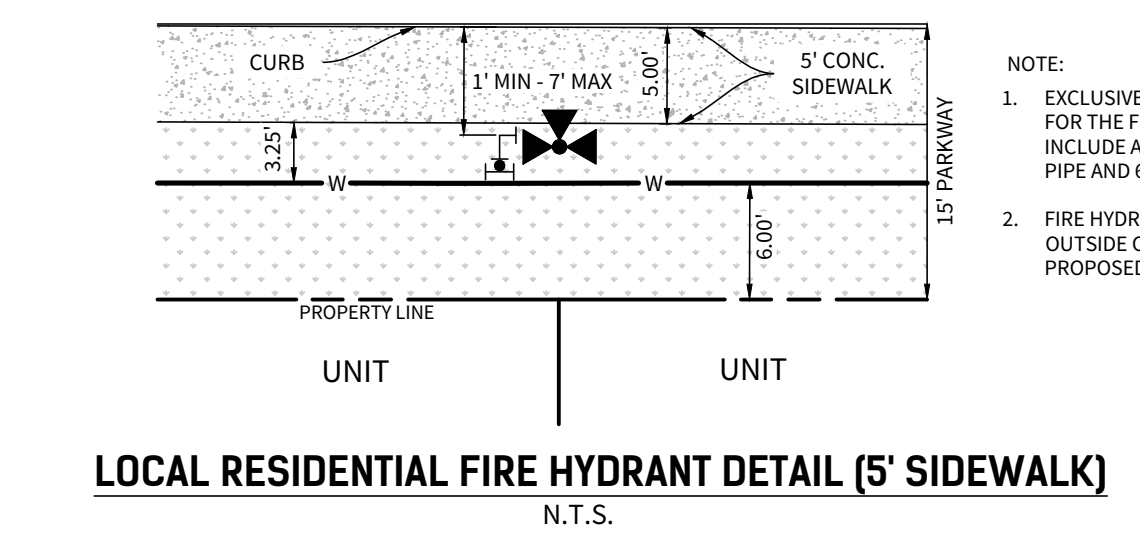 CURB
1' MIN - 7' MAX
5.00'
5' CONC.
SIDEWALK
3.25'
W
W
6.00'
15' PARKWAY
PROPERTY LINE
UNIT
UNIT
NOTE:
1. EXCLUSIVE
FOR THE F
INCLUDE A
PIPE AND 6
2. FIRE HYDR
OUTSIDE
PROPOSED
LOCAL RESIDENTIAL FIRE HYDRANT DETAIL (5' SIDEWALK)
N.T.S.